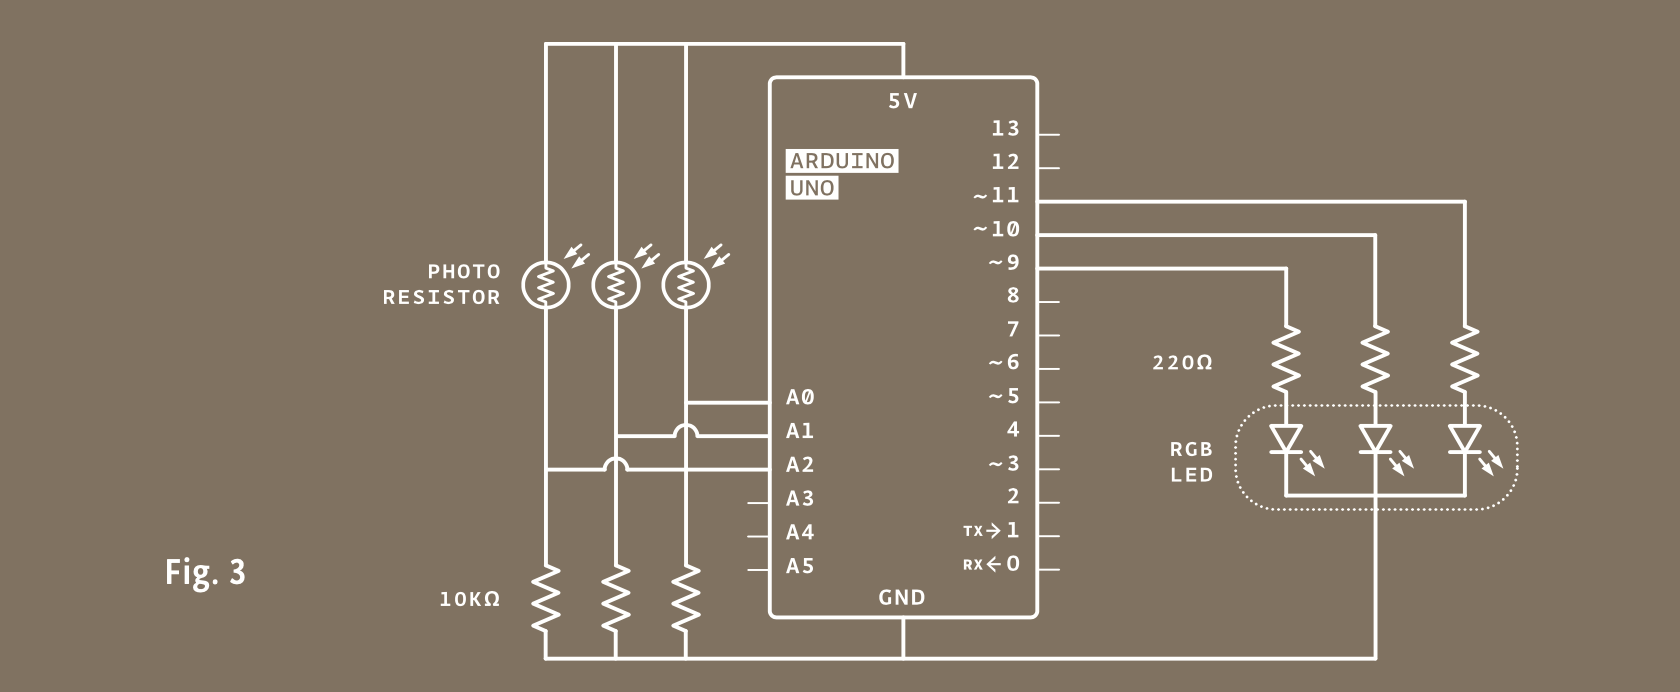 5V
ARDUINO
UNO
13
12
~11
~10
~9
8
7
~6
~5
4
~3
2
TX→1
RX←0
PHOTO
RESISTOR
A0
A1
A2
A3
A4
A5
GND
220Ω
RGB
LED
Fig. 3
10KΩ